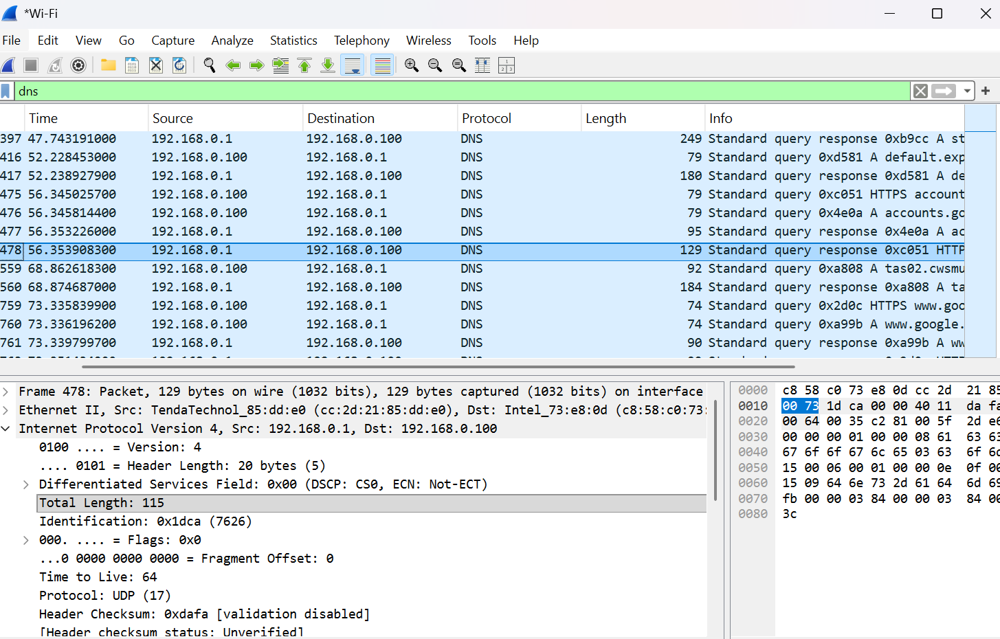 *Wi-Fi
File Edit View Go Capture Analyze Statistics Telephony Wireless Tools Help
dns
Time Source Destination Protocol Length Info
397 47.743191000 192.168.0.1 192.168.0.100 DNS 249 Standard query response 0xb9cc A st
416 52.228453000 192.168.0.100 192.168.0.1 DNS 79 Standard query 0xd581 A default.exp
417 52.238927900 192.168.0.1 192.168.0.100 DNS 180 Standard query response 0xd581 A de
475 56.345025700 192.168.0.100 192.168.0.1 DNS 79 Standard query 0xc051 HTTPS account
476 56.345814400 192.168.0.100 192.168.0.1 DNS 79 Standard query 0x4e0a A accounts.go
477 56.353226000 192.168.0.1 192.168.0.100 DNS 95 Standard query response 0x4e0a A ac
478 56.353908300 192.168.0.1 192.168.0.100 DNS 129 Standard query response 0xc051 HTTP
559 68.862618300 192.168.0.100 192.168.0.1 DNS 92 Standard query 0xa808 A tas02.cwsmu
560 68.874687000 192.168.0.1 192.168.0.100 DNS 184 Standard query response 0xa808 A ta
759 73.335839900 192.168.0.100 192.168.0.1 DNS 74 Standard query 0x2d0c HTTPS www.goo
760 73.336196200 192.168.0.100 192.168.0.1 DNS 74 Standard query 0xa99b A www.google.
761 73.339799700 192.168.0.1 192.168.0.100 DNS 90 Standard query response 0xa99b A ww
Frame 478: Packet, 129 bytes on wire (1032 bits), 129 bytes captured (1032 bits) on interface
Ethernet II, Src: TendaTechnol_85:dd:e0 (cc:2d:21:85:dd:e0), Dst: Intel_73:e8:0d (c8:58:c0:73:
Internet Protocol Version 4, Src: 192.168.0.1, Dst: 192.168.0.100
0100 .... = Version: 4
.... 0101 = Header Length: 20 bytes (5)
Differentiated Services Field: 0x00 (DSCP: CS0, ECN: Not-ECT)
Total Length: 115
Identification: 0x1dca (7626)
000. .... = Flags: 0x0
...0 0000 0000 0000 = Fragment Offset: 0
Time to Live: 64
Protocol: UDP (17)
Header Checksum: 0xdafa [validation disabled]
[Header checksum status: Unverified]
0000 c8 58 c0 73 e8 0d cc 2d 21 85
0010 00 73 1d ca 00 00 40 11 da fa
0020 00 64 00 35 c2 81 00 5f 2d e6
0030 00 00 00 01 00 00 08 61 63 63
0040 67 6f 6f 67 6c 65 03 63 6f 6d
0050 15 00 06 00 01 00 00 0e 0f 00
0060 15 09 64 6e 73 2d 61 64 6d 69
0070 fb 00 00 03 84 00 00 03 84 00
0080 3c